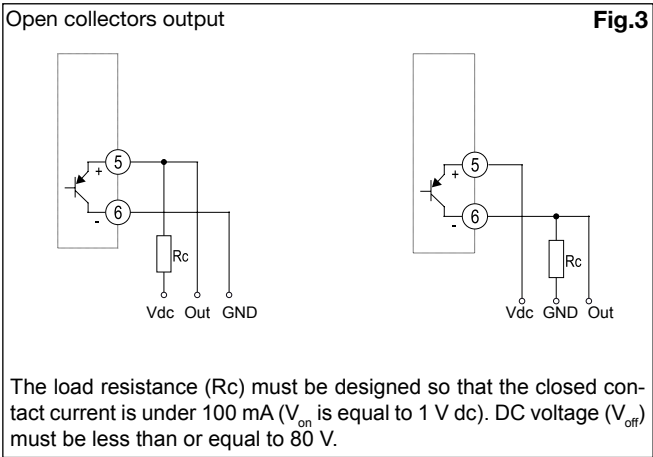 Open collectors output Fig.3
+ 5 + 5
- 6 - 6
Rc Rc
Vdc Out GND Vdc GND Out
The load resistance (Rc) must be designed so that the closed con-
tact current is under 100 mA (Von is equal to 1 V dc). DC voltage (Voff)
must be less than or equal to 80 V.